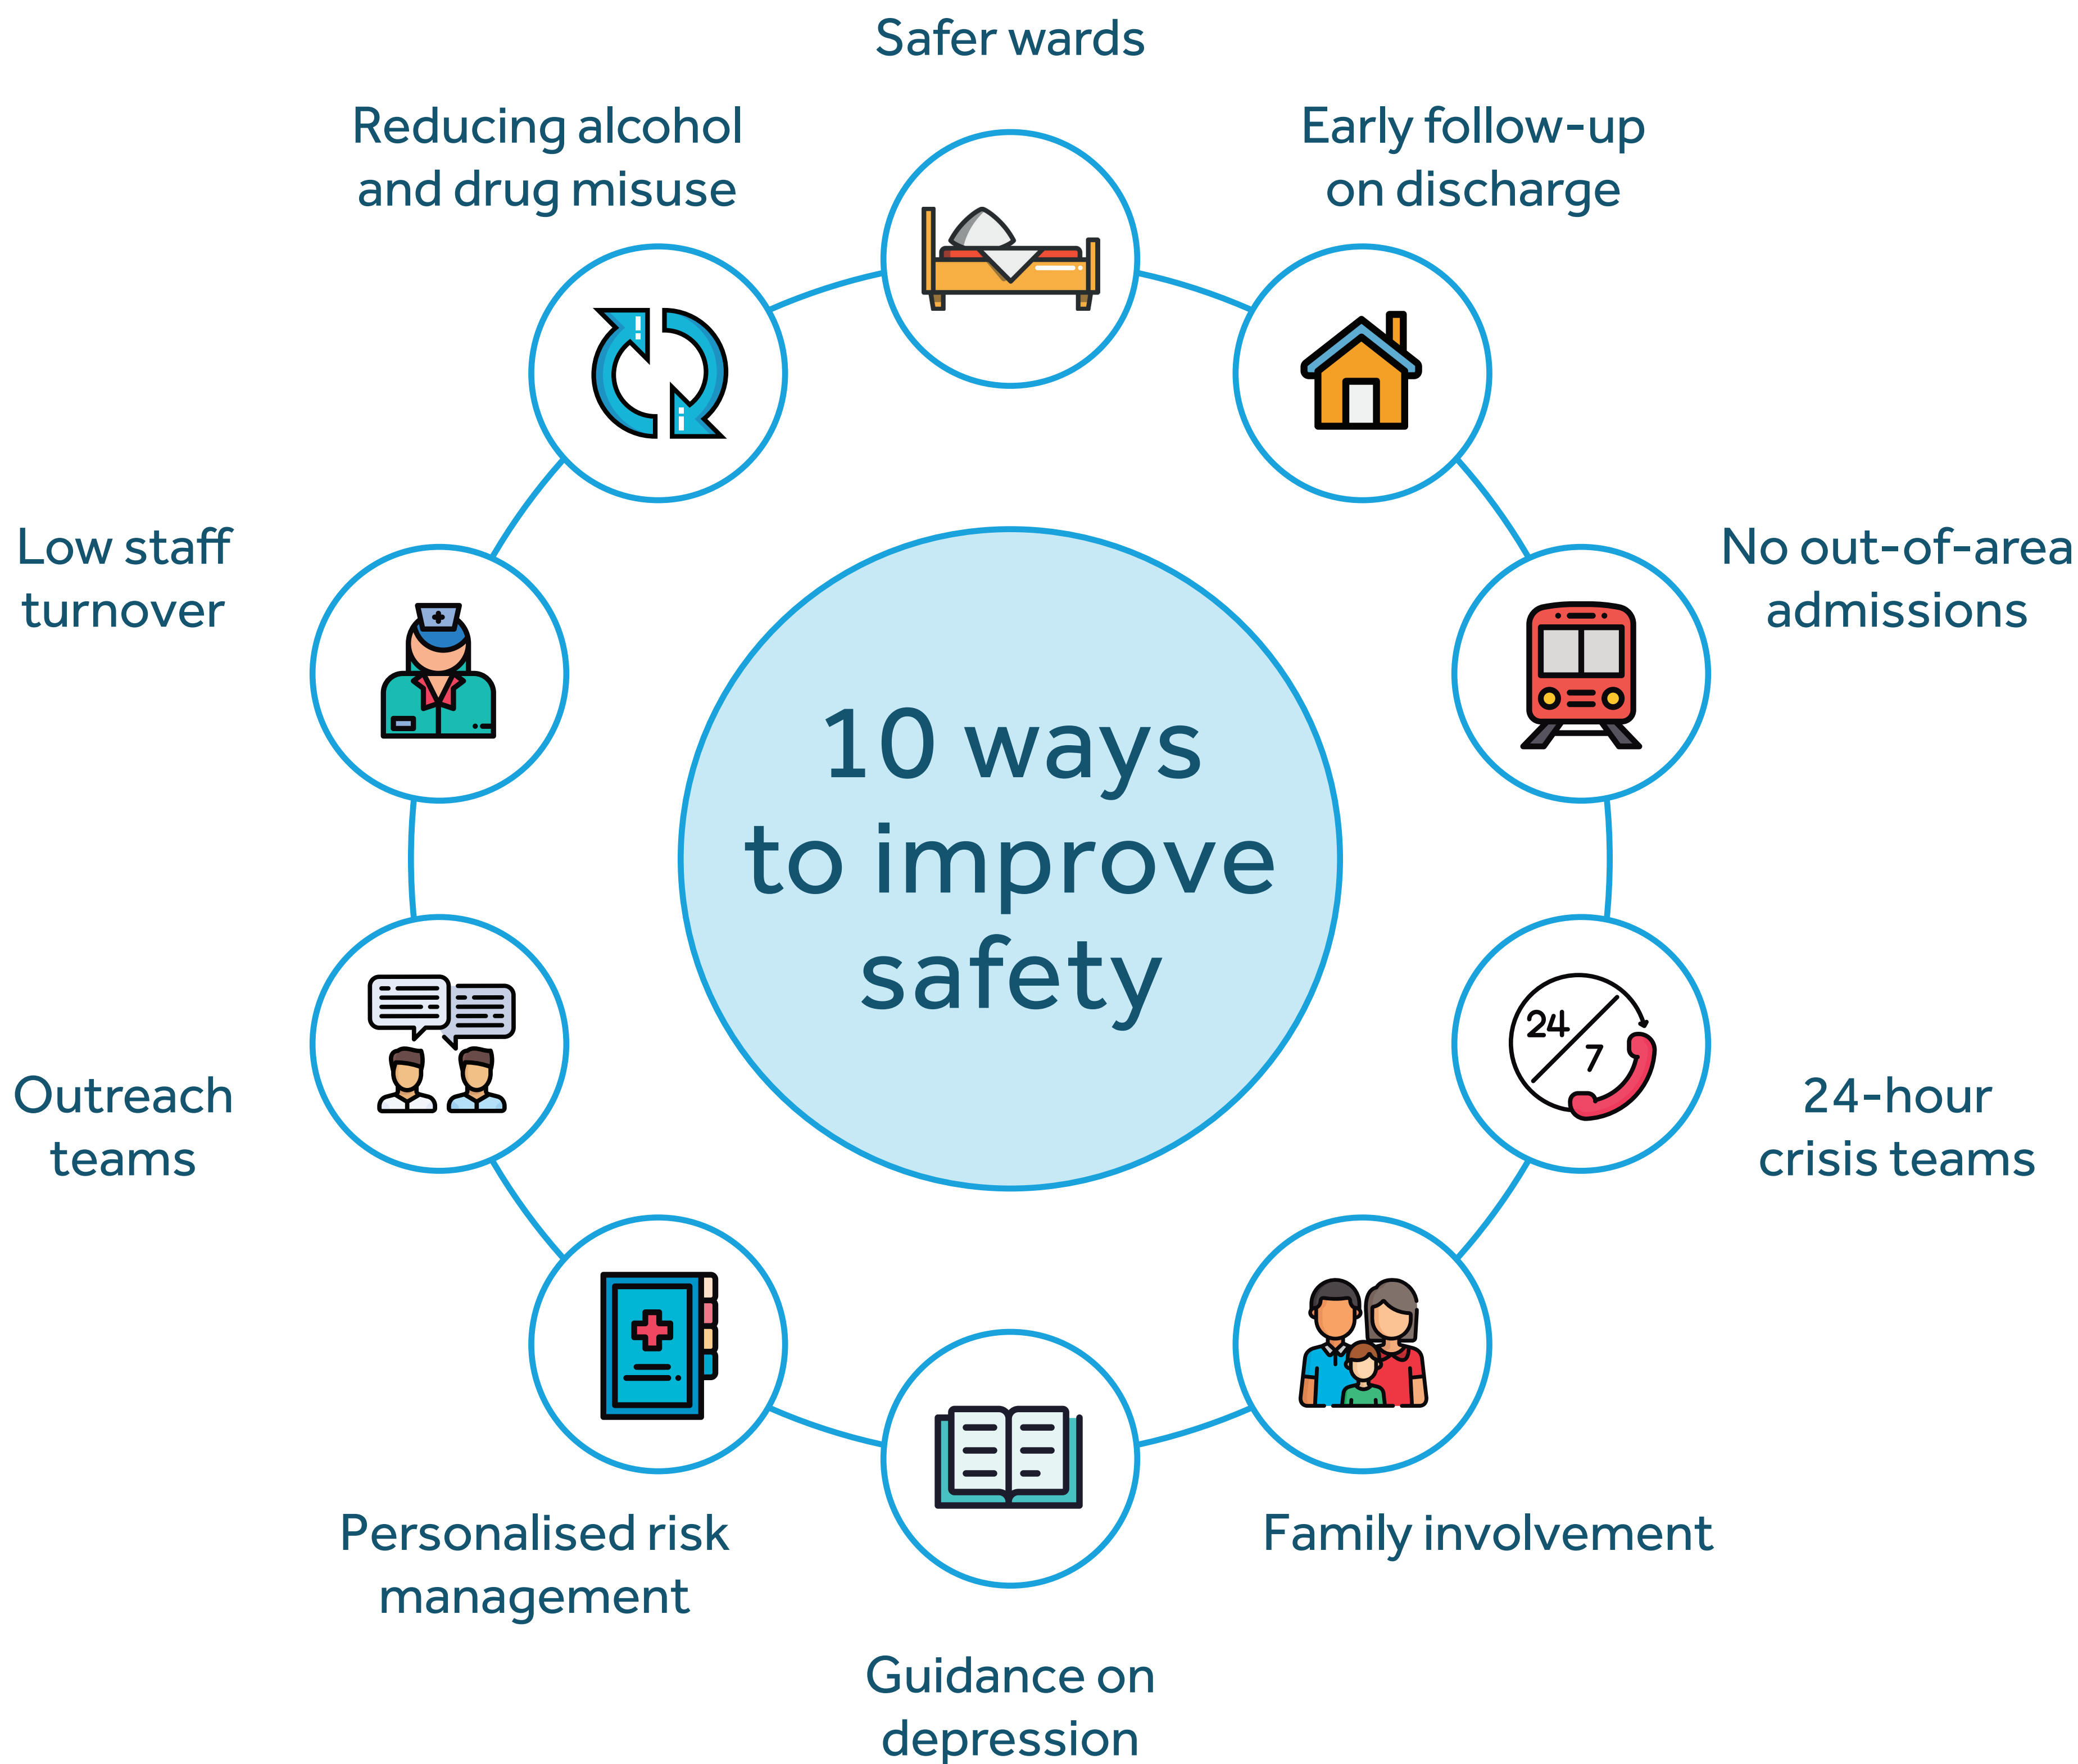 Safer wards
Reducing alcohol
and drug misuse
Early follow-up
on discharge
Low staff
turnover
No out-of-area
admissions
10 ways
to improve
safety
24
7
Outreach
teams
24-hour
crisis teams
Personalised risk
management
Family involvement
Guidance on
depression